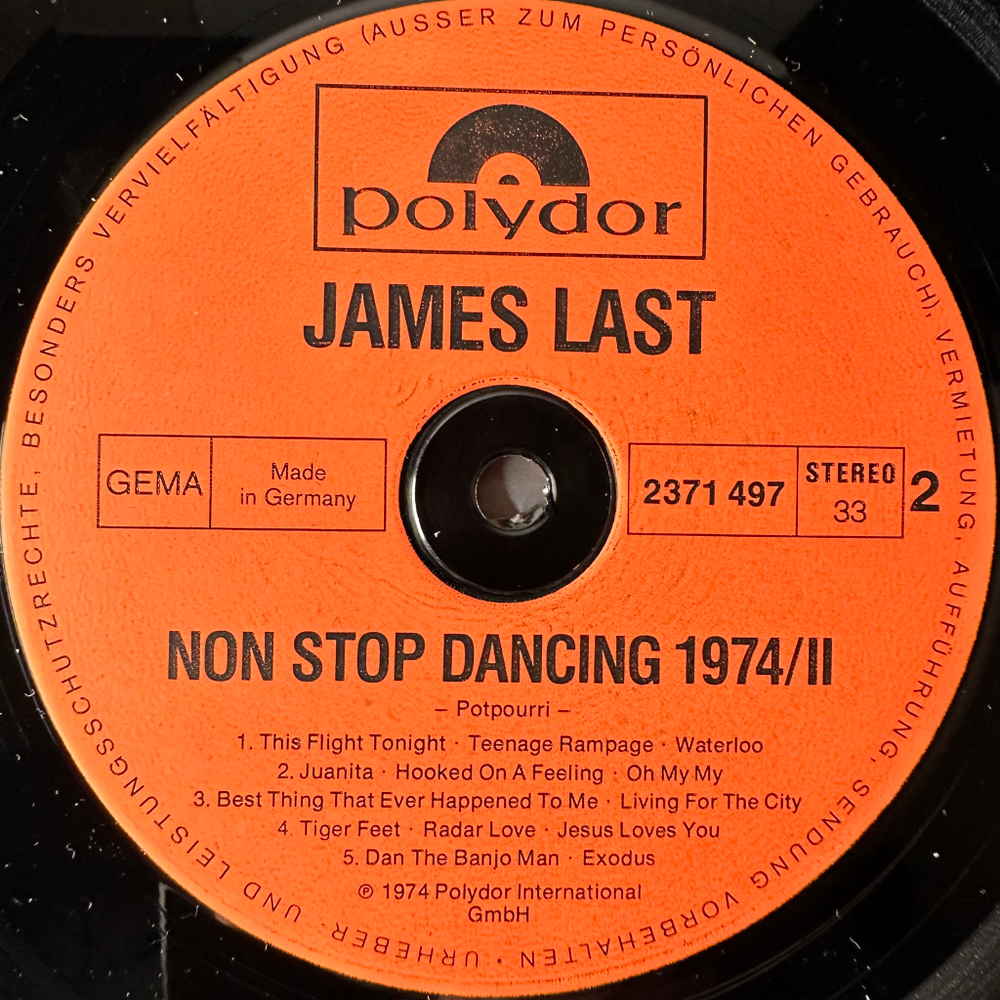 polydor
JAMES LAST
GEMA
Made
in Germany
2371 497
STEREO
33
2
NON STOP DANCING 1974/II
– Potpourri –
1. This Flight Tonight · Teenage Rampage · Waterloo
2. Juanita · Hooked On A Feeling · Oh My My
3. Best Thing That Ever Happened To Me · Living For The City
4. Tiger Feet · Radar Love · Jesus Loves You
5. Dan The Banjo Man · Exodus
℗ 1974 Polydor International
GmbH
URHEBER- UND LEISTUNGSSCHUTZRECHTE, BESONDERS VERVIELFÄLTIGUNG (AUSSER ZUM PERSÖNLICHEN GEBRAUCH), VERMIETUNG, AUFFÜHRUNG, SENDUNG VORBEHALTEN ·